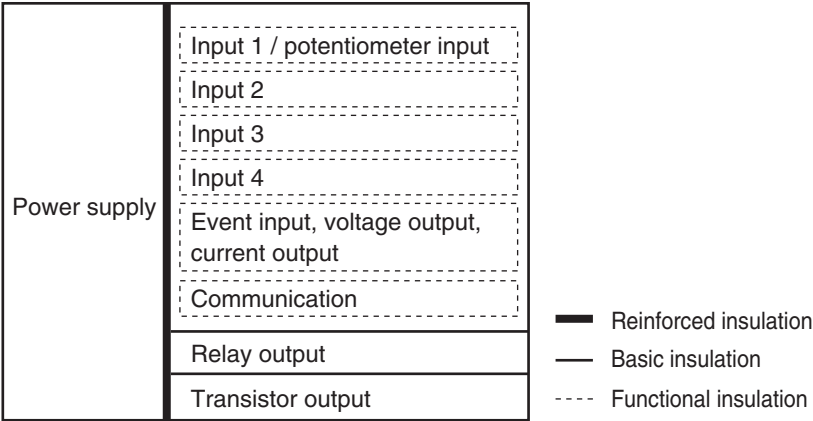 Power supply
Input 1 / potentiometer input
Input 2
Input 3
Input 4
Event input, voltage output,
current output
Communication
Relay output
Transistor output
Reinforced insulation
Basic insulation
Functional insulation